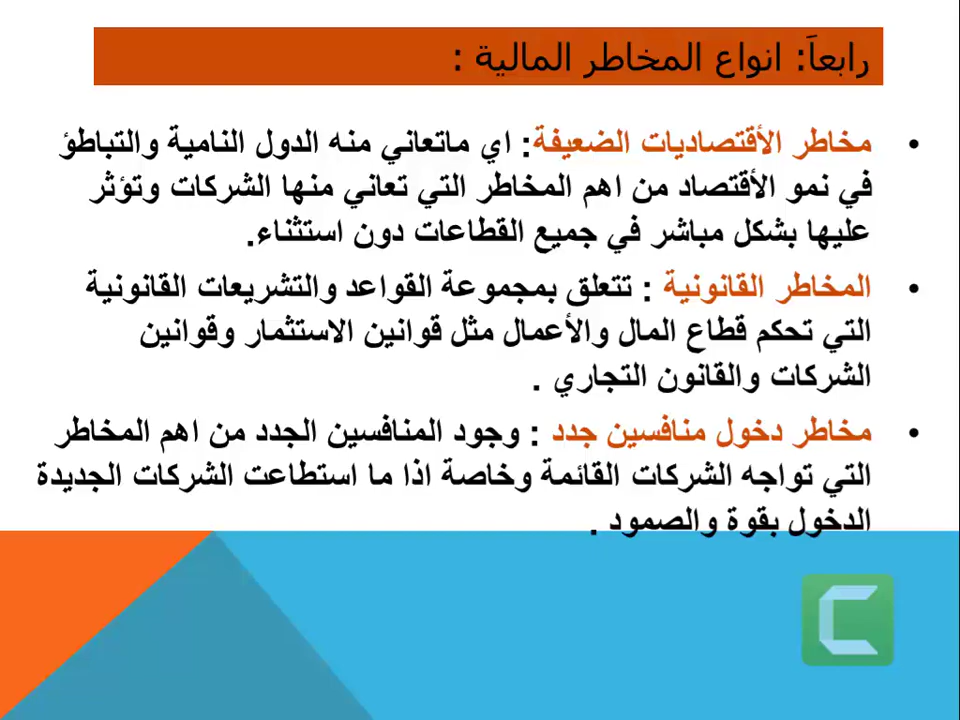 رابعاَ: انواع المخاطر المالية :
• مخاطر الأقتصاديات الضعيفة: اي ماتعاني منه الدول النامية والتباطؤ
في نمو الأقتصاد من اهم المخاطر التي تعاني منها الشركات وتؤثر
عليها بشكل مباشر في جميع القطاعات دون استثناء.
• المخاطر القانونية : تتعلق بمجموعة القواعد والتشريعات القانونية
التي تحكم قطاع المال والأعمال مثل قوانين الاستثمار وقوانين
الشركات والقانون التجاري .
• مخاطر دخول منافسين جدد : وجود المنافسين الجدد من اهم المخاطر
التي تواجه الشركات القائمة وخاصة اذا ما استطاعت الشركات الجديدة
الدخول بقوة والصمود .